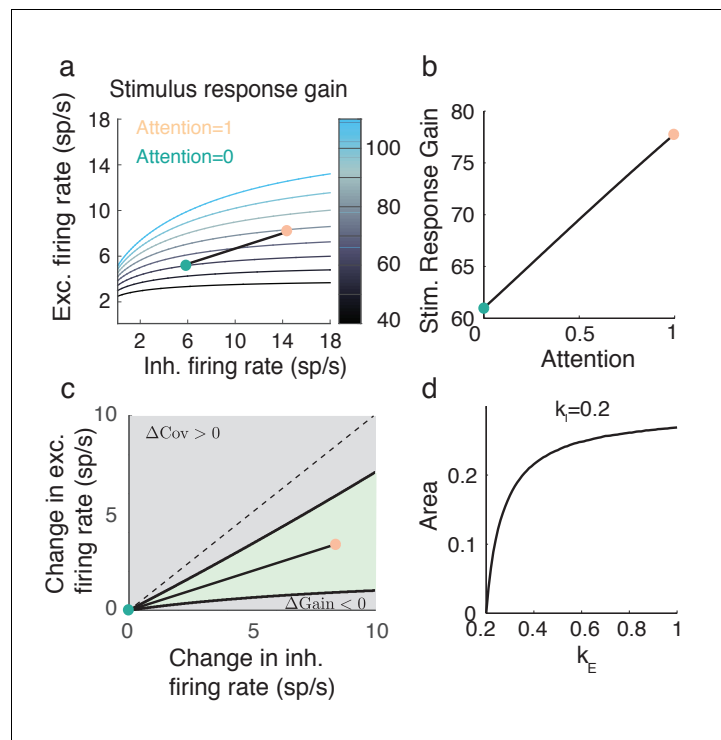 a
Stimulus response gain
Attention=1
Attention=0
Exc. firing rate (sp/s)
18
14
10
6
2
2
6
10
14
18
Inh. firing rate (sp/s)
100
80
60
40
b
Stim. Response Gain
80
75
70
65
60
0
0.5
1
Attention
c
Change in exc.
firing rate (sp/s)
10
5
0
ΔCov > 0
ΔGain < 0
0
5
10
Change in inh.
firing rate (sp/s)
d
k_I=0.2
Area
0.2
0.1
0
0.2
0.4
0.6
0.8
1
k_E